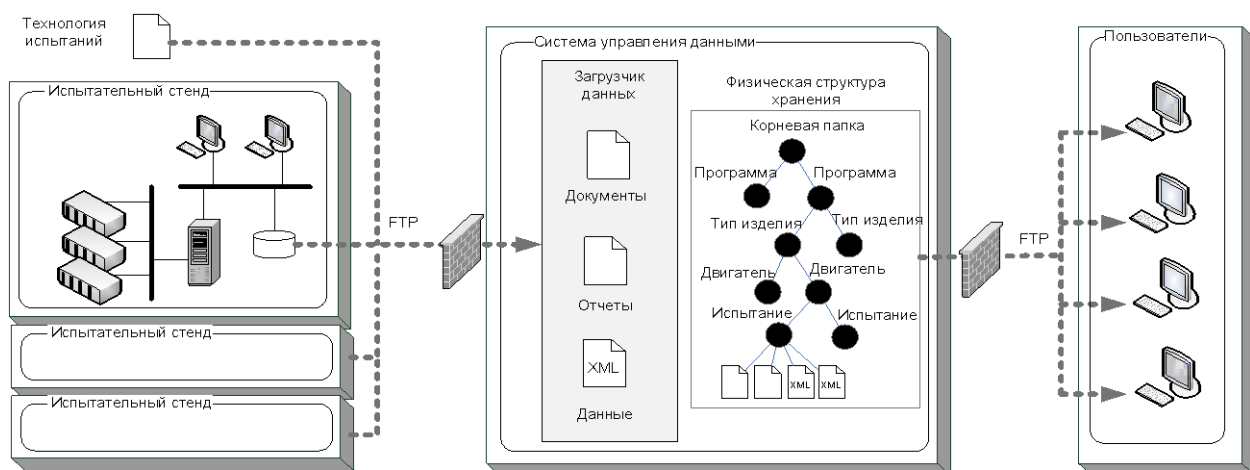 Технология
испытаний
Испытательный стенд
Испытательный стенд
Испытательный стенд
FTP
Система управления данными
Загрузчик
данных
Документы
Отчеты
XML
Данные
Физическая структура
хранения
Корневая папка
Программа
Программа
Тип изделия
Тип изделия
Двигатель
Двигатель
Испытание
Испытание
XML
XML
FTP
Пользователи